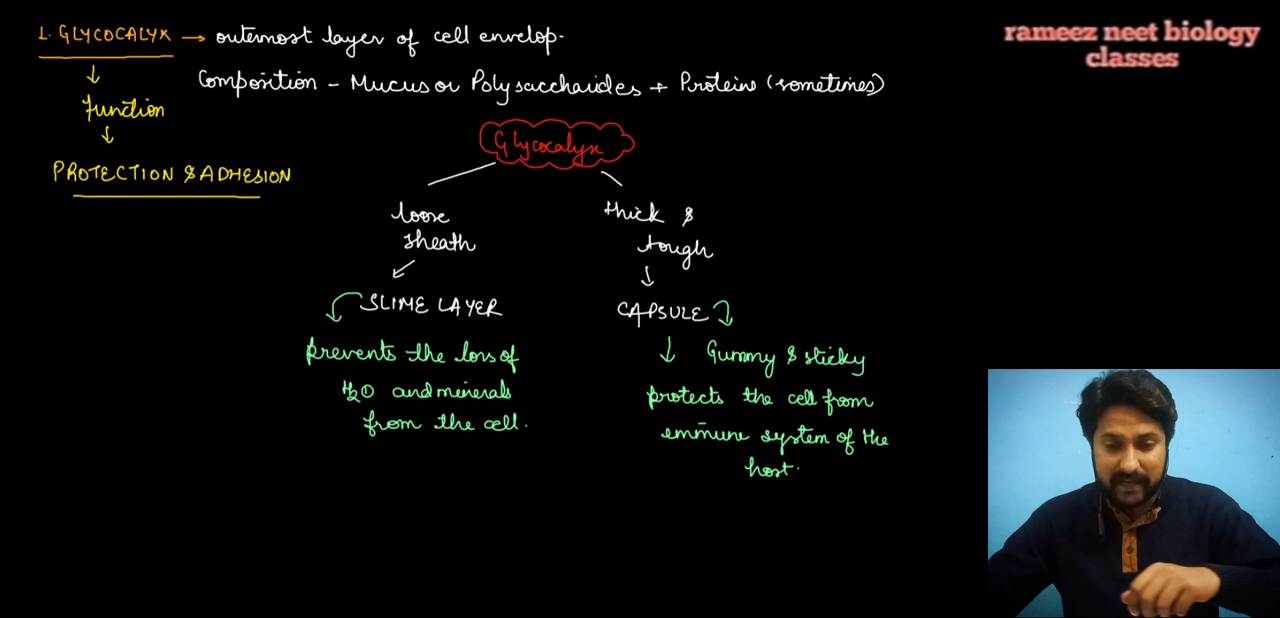 1. GLYCOCALYX → outermost layer of cell envelop.
Composition - Mucus or Polysaccharides + Proteins (sometimes)
↓
function
↓
PROTECTION & ADHESION
Glycocalyx
loose
sheath
SLIME LAYER
prevents the loss of
H2O and minerals
from the cell.
thick &
tough
↓
CAPSULE
↓ Gummy & sticky
protects the cell from
emmune system of the
host.
rameez neet biology
classes